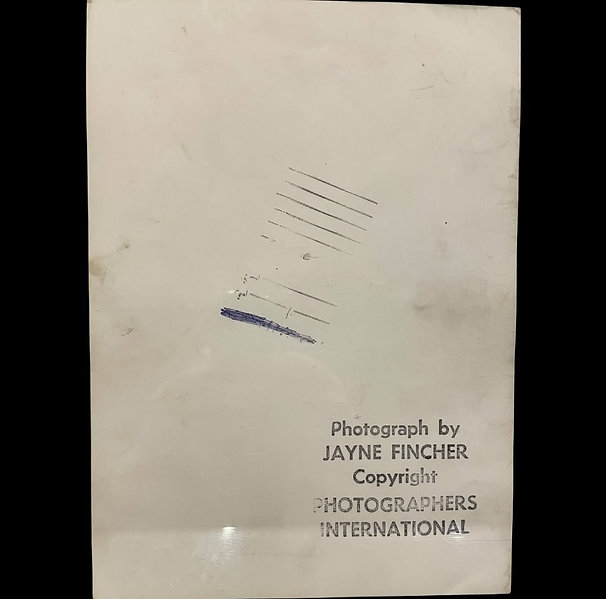 Photograph by
JAYNE FINCHER
Copyright
PHOTOGRAPHERS
INTERNATIONAL